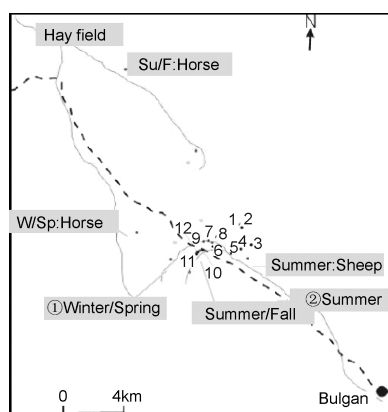 N
Hay field
Su/F:Horse
W/Sp:Horse
1 2
12 7 8
9 6 5 4 3
11
10
Summer:Sheep
①Winter/Spring
②Summer
Summer/Fall
0 4km
Bulgan